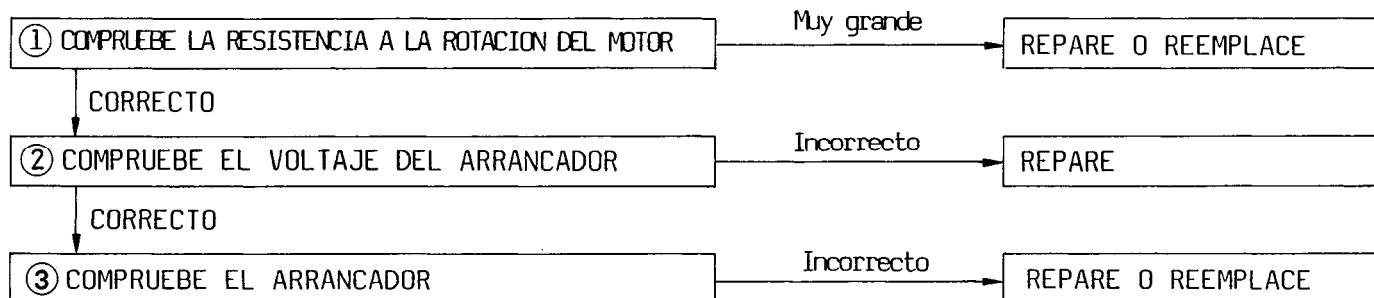 Muy grande
① COMPRUEBE LA RESISTENCIA A LA ROTACION DEL MOTOR
REPARE O REEMPLACE
CORRECTO
Incorrecto
② COMPRUEBE EL VOLTAJE DEL ARRANCADOR
REPARE
CORRECTO
Incorrecto
③ COMPRUEBE EL ARRANCADOR
REPARE O REEMPLACE